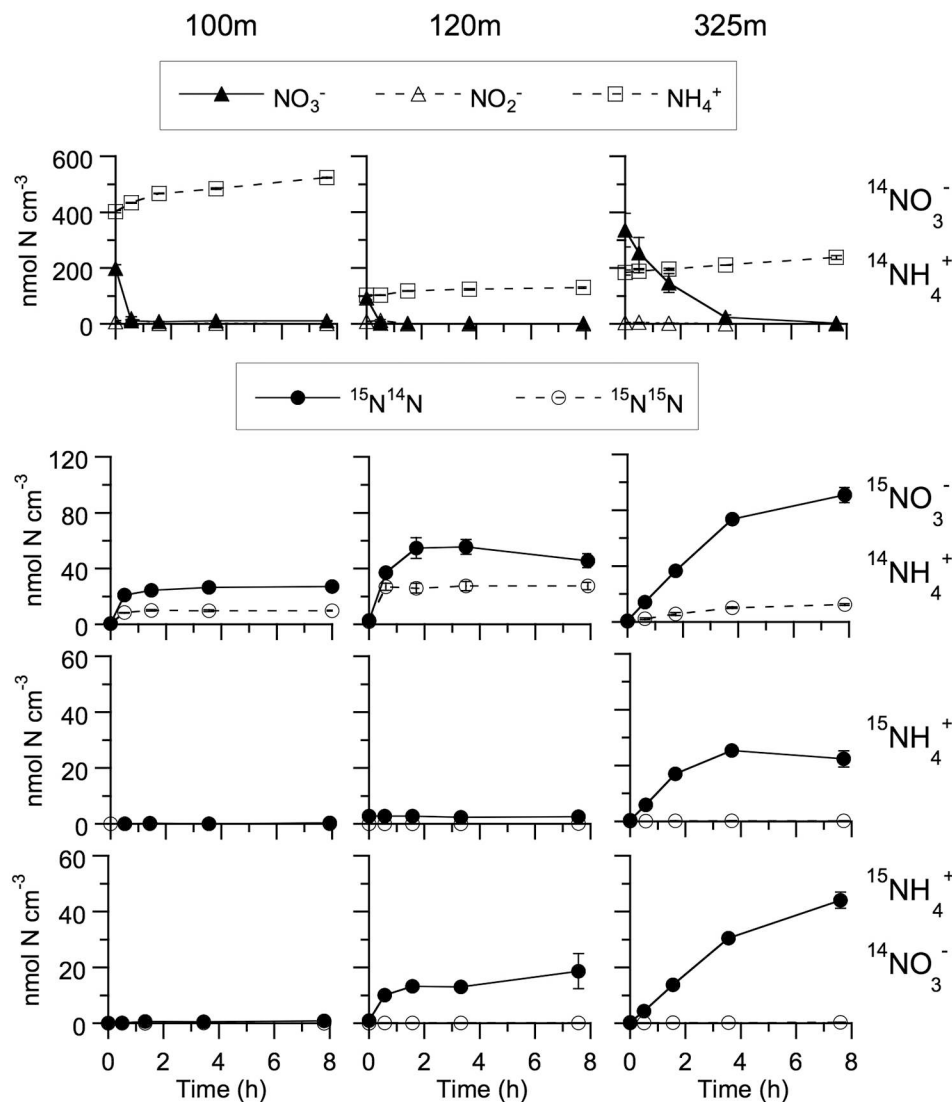 100m 120m 325m
NO₃⁻ NO₂⁻ NH₄⁺
600
400
200
0
nmol N cm⁻³
¹⁴NO₃⁻
¹⁴NH₄⁺
¹⁵N¹⁴N ¹⁵N¹⁵N
120
80
40
0
nmol N cm⁻³
¹⁵NO₃⁻
¹⁴NH₄⁺
60
40
20
0
nmol N cm⁻³
¹⁵NH₄⁺
60
40
20
0
nmol N cm⁻³
¹⁵NH₄⁺
¹⁴NO₃⁻
0 2 4 6 8 0 2 4 6 8 0 2 4 6 8
Time (h) Time (h) Time (h)